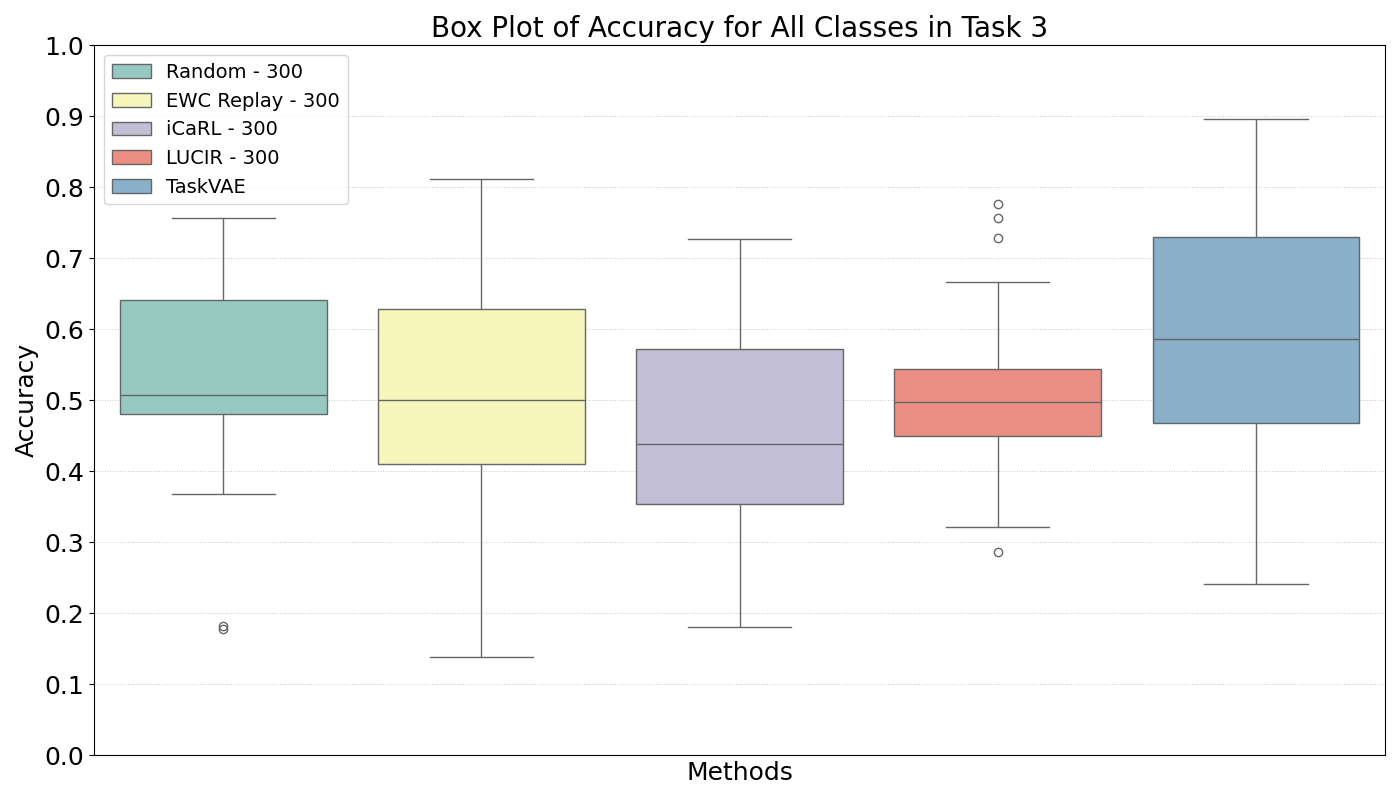 Box Plot of Accuracy for All Classes in Task 3
1.0
0.9
0.8
0.7
0.6
0.5
0.4
0.3
0.2
0.1
0.0
Accuracy
Random - 300
EWC Replay - 300
iCaRL - 300
LUCIR - 300
TaskVAE
Methods